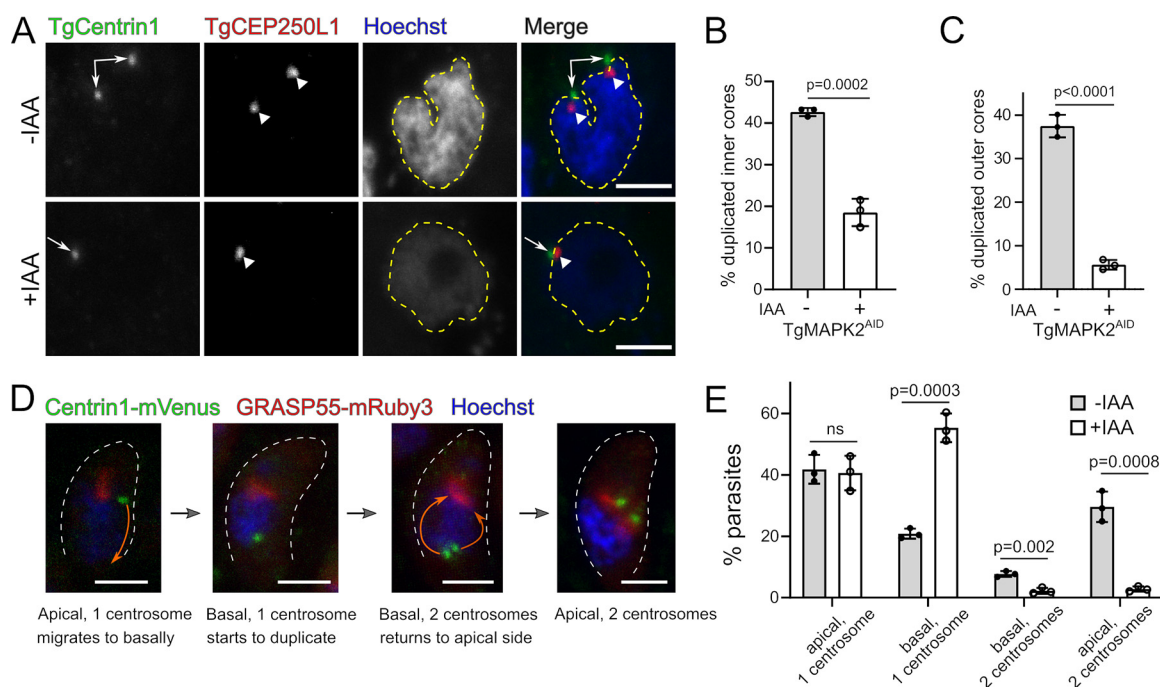 A
TgCentrin1 TgCEP250L1 Hoechst Merge
-IAA
+IAA
B
% duplicated inner cores
50
40
30
20
10
0
p=0.0002
IAA - +
TgMAPK2AID
C
% duplicated outer cores
40
30
20
10
0
p<0.0001
IAA - +
TgMAPK2AID
D
Centrin1-mVenus GRASP55-mRuby3 Hoechst
Apical, 1 centrosome
migrates to basally
Basal, 1 centrosome
starts to duplicate
Basal, 2 centrosomes
returns to apical side
Apical, 2 centrosomes
E
% parasites
60
40
20
0
ns
p=0.0003
p=0.002
p=0.0008
-IAA
+IAA
apical,
1 centrosome
basal,
1 centrosome
basal,
2 centrosomes
apical,
2 centrosomes